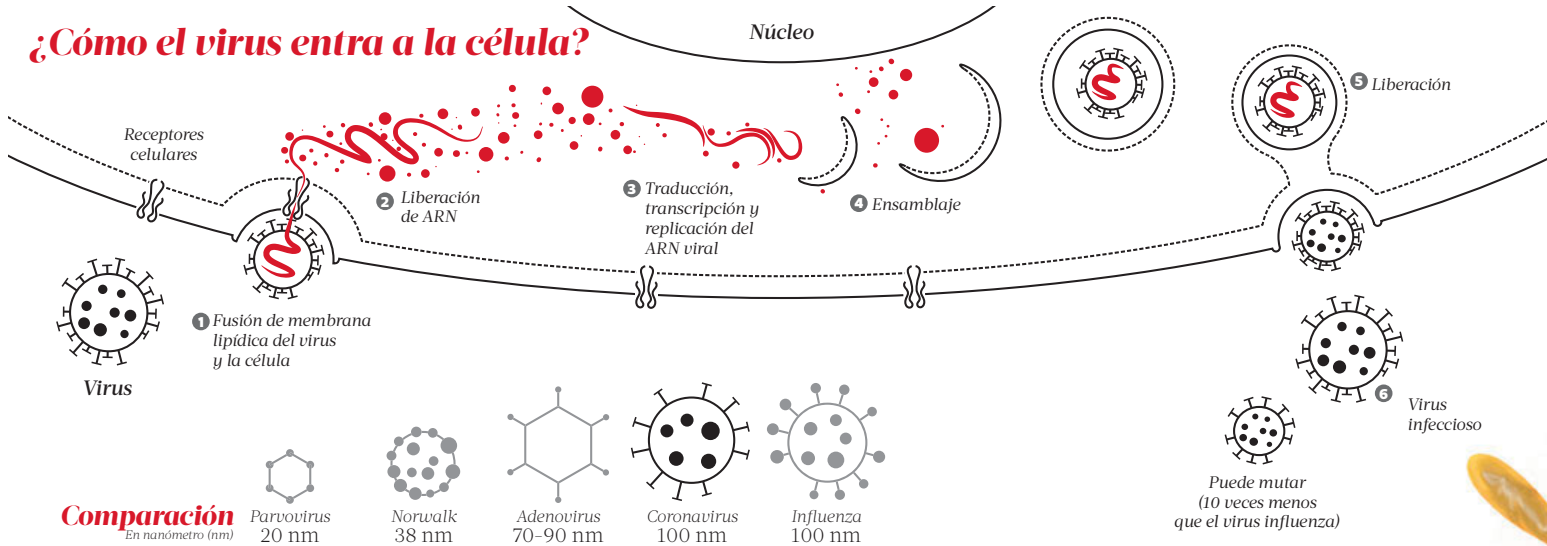 ¿Cómo el virus entra a la célula?
Núcleo
Receptores
celulares
1 Fusión de membrana
lipídica del virus
y la célula
Virus
2 Liberación
de ARN
3 Traducción,
transcripción y
replicación del
ARN viral
4 Ensamblaje
5 Liberación
6 Virus
infeccioso
Puede mutar
(10 veces menos
que el virus influenza)
Comparación
En nanómetro (nm)
Parvovirus
20 nm
Norwalk
38 nm
Adenovirus
70-90 nm
Coronavirus
100 nm
Influenza
100 nm